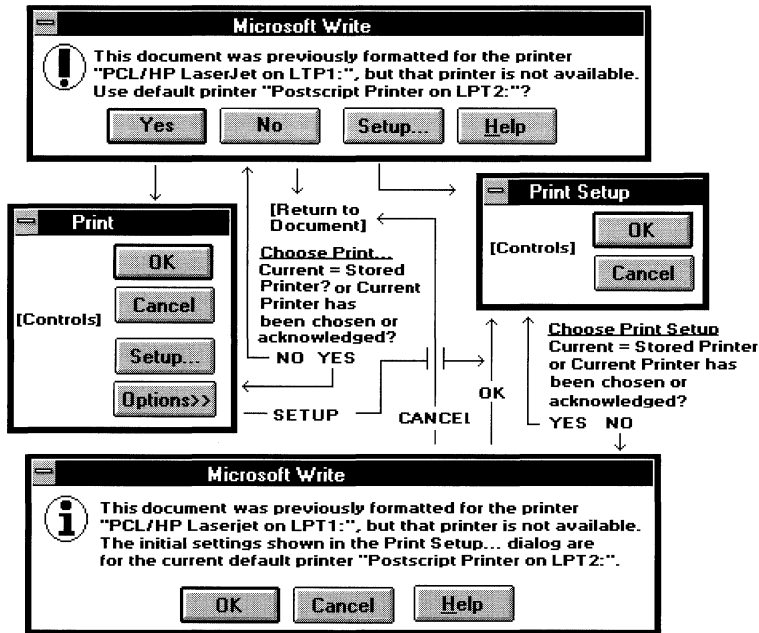 Microsoft Write
This document was previously formatted for the printer
"PCL/HP LaserJet on LTP1:", but that printer is not available.
Use default printer "Postscript Printer on LPT2:"?
Yes
No
Setup...
Help
Print
OK
Cancel
[Controls]
Setup...
Options>>
[Return to
Document]
Choose Print...
Current = Stored
Printer? or Current
Printer has
been chosen or
acknowledged?
NO YES
SETUP
CANCEL
OK
Print Setup
OK
[Controls]
Cancel
Choose Print Setup
Current = Stored Printer
or Current Printer has
been chosen or
acknowledged?
YES NO
Microsoft Write
This document was previously formatted for the printer
"PCL/HP Laserjet on LPT1:", but that printer is not available.
The initial settings shown in the Print Setup... dialog are
for the current default printer "Postscript Printer on LPT2:".
OK
Cancel
Help